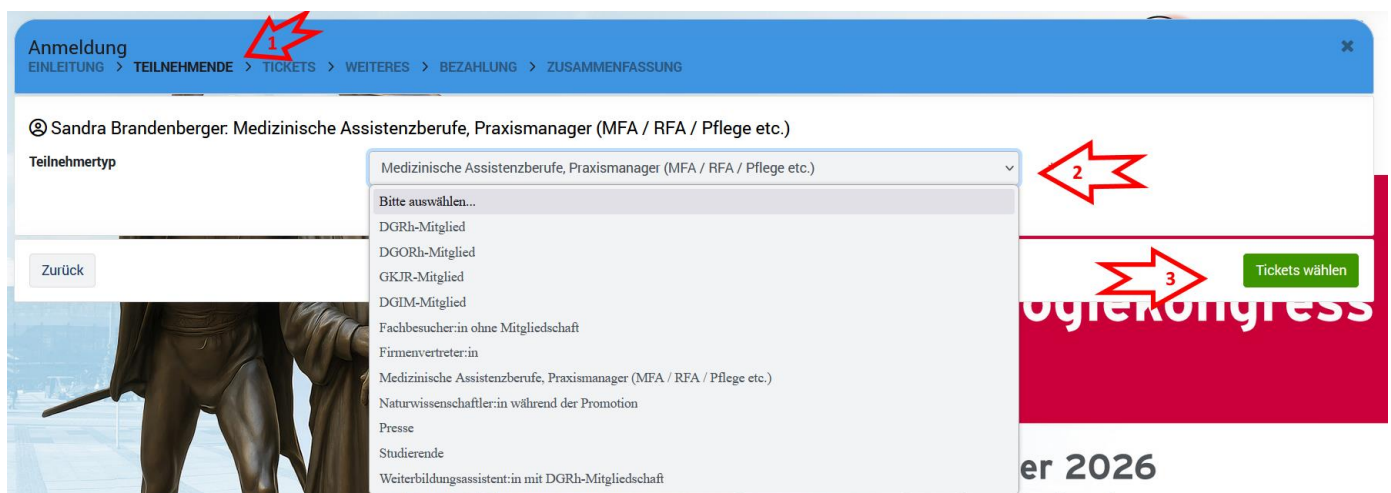 Anmeldung
EINLEITUNG > TEILNEHMENDE > TICKETS > WEITERES > BEZAHLUNG > ZUSAMMENFASSUNG
1
Sandra Brandenberger: Medizinische Assistenzberufe, Praxismanager (MFA / RFA / Pflege etc.)
Teilnehmertyp
Medizinische Assistenzberufe, Praxismanager (MFA / RFA / Pflege etc.)
2
Bitte auswählen...
DGRh-Mitglied
DGORh-Mitglied
GKJR-Mitglied
DGIM-Mitglied
Fachbesucher:in ohne Mitgliedschaft
Firmenvertreter:in
Medizinische Assistenzberufe, Praxismanager (MFA / RFA / Pflege etc.)
Naturwissenschaftler:in während der Promotion
Presse
Studierende
Weiterbildungsassistent:in mit DGRh-Mitgliedschaft
Zurück
3
Tickets wählen
ogiekongress
er 2026